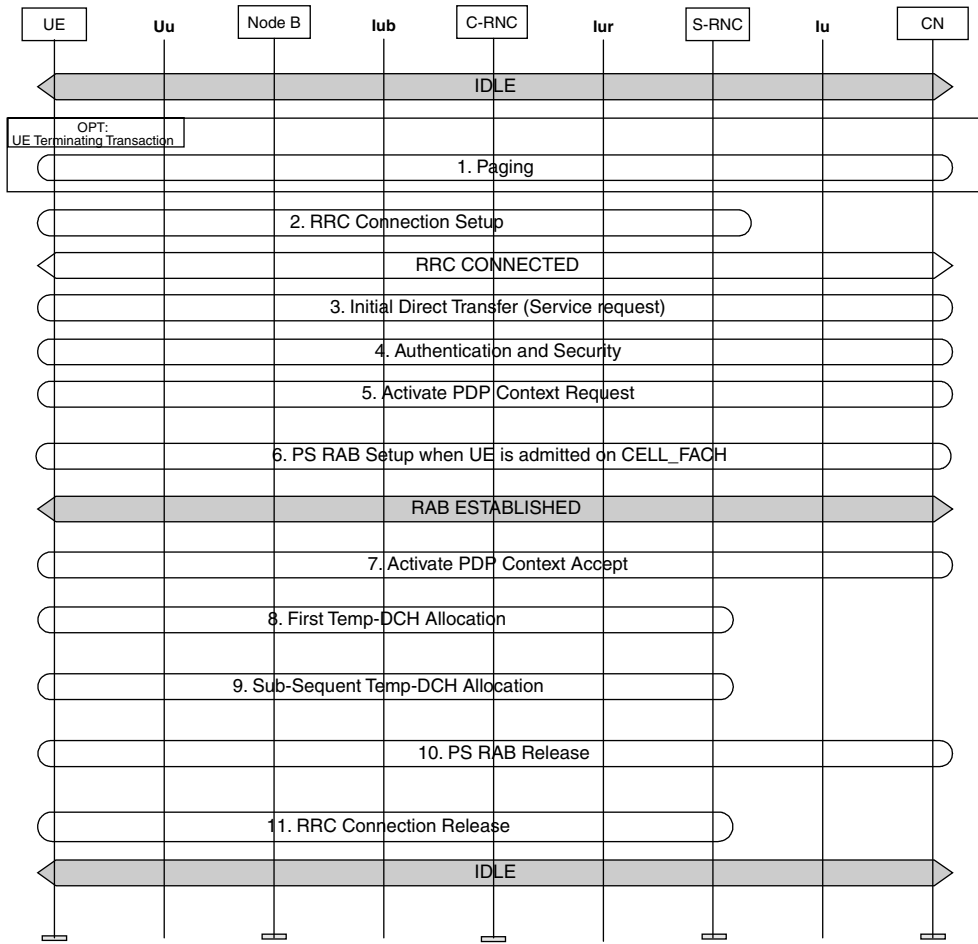 UE Uu Node B Iub C-RNC Iur S-RNC Iu CN
IDLE
OPT:
UE Terminating Transaction
1. Paging
2. RRC Connection Setup
RRC CONNECTED
3. Initial Direct Transfer (Service request)
4. Authentication and Security
5. Activate PDP Context Request
6. PS RAB Setup when UE is admitted on CELL_FACH
RAB ESTABLISHED
7. Activate PDP Context Accept
8. First Temp-DCH Allocation
9. Sub-Sequent Temp-DCH Allocation
10. PS RAB Release
11. RRC Connection Release
IDLE